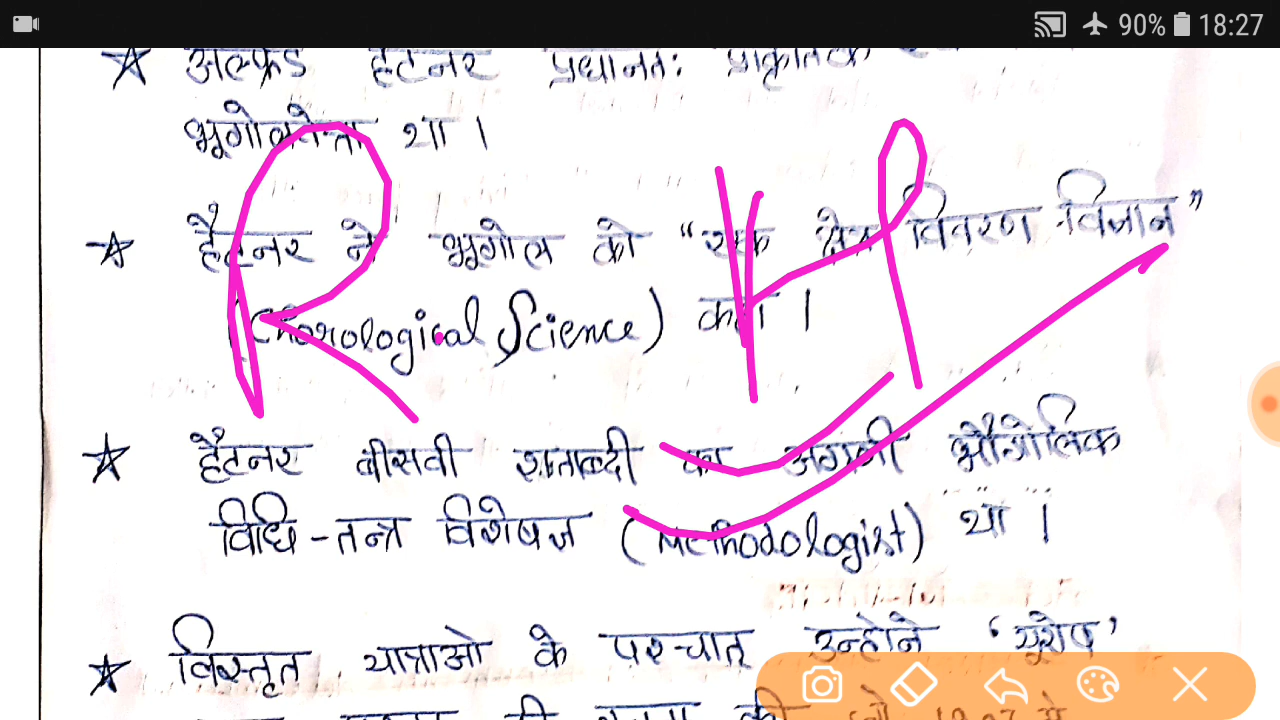 90% 18:27
☆ अल्फ्रेड हैटनर प्रधानतः प्राकृतिक
भूगोलवेत्ता था।
☆ हैटनर ने भूगोल को “एक क्षेत्र विवरण विज्ञान”
(Chorological Science) कहा।
RH
☆ हैटनर बीसवी शताब्दी का अग्रणी भौगोलिक
विधि-तन्त्र विशेषज्ञ (Methodologist) था।
☆ विस्तृत यात्राओ के पश्चात् उन्होने ‘यूरोप’